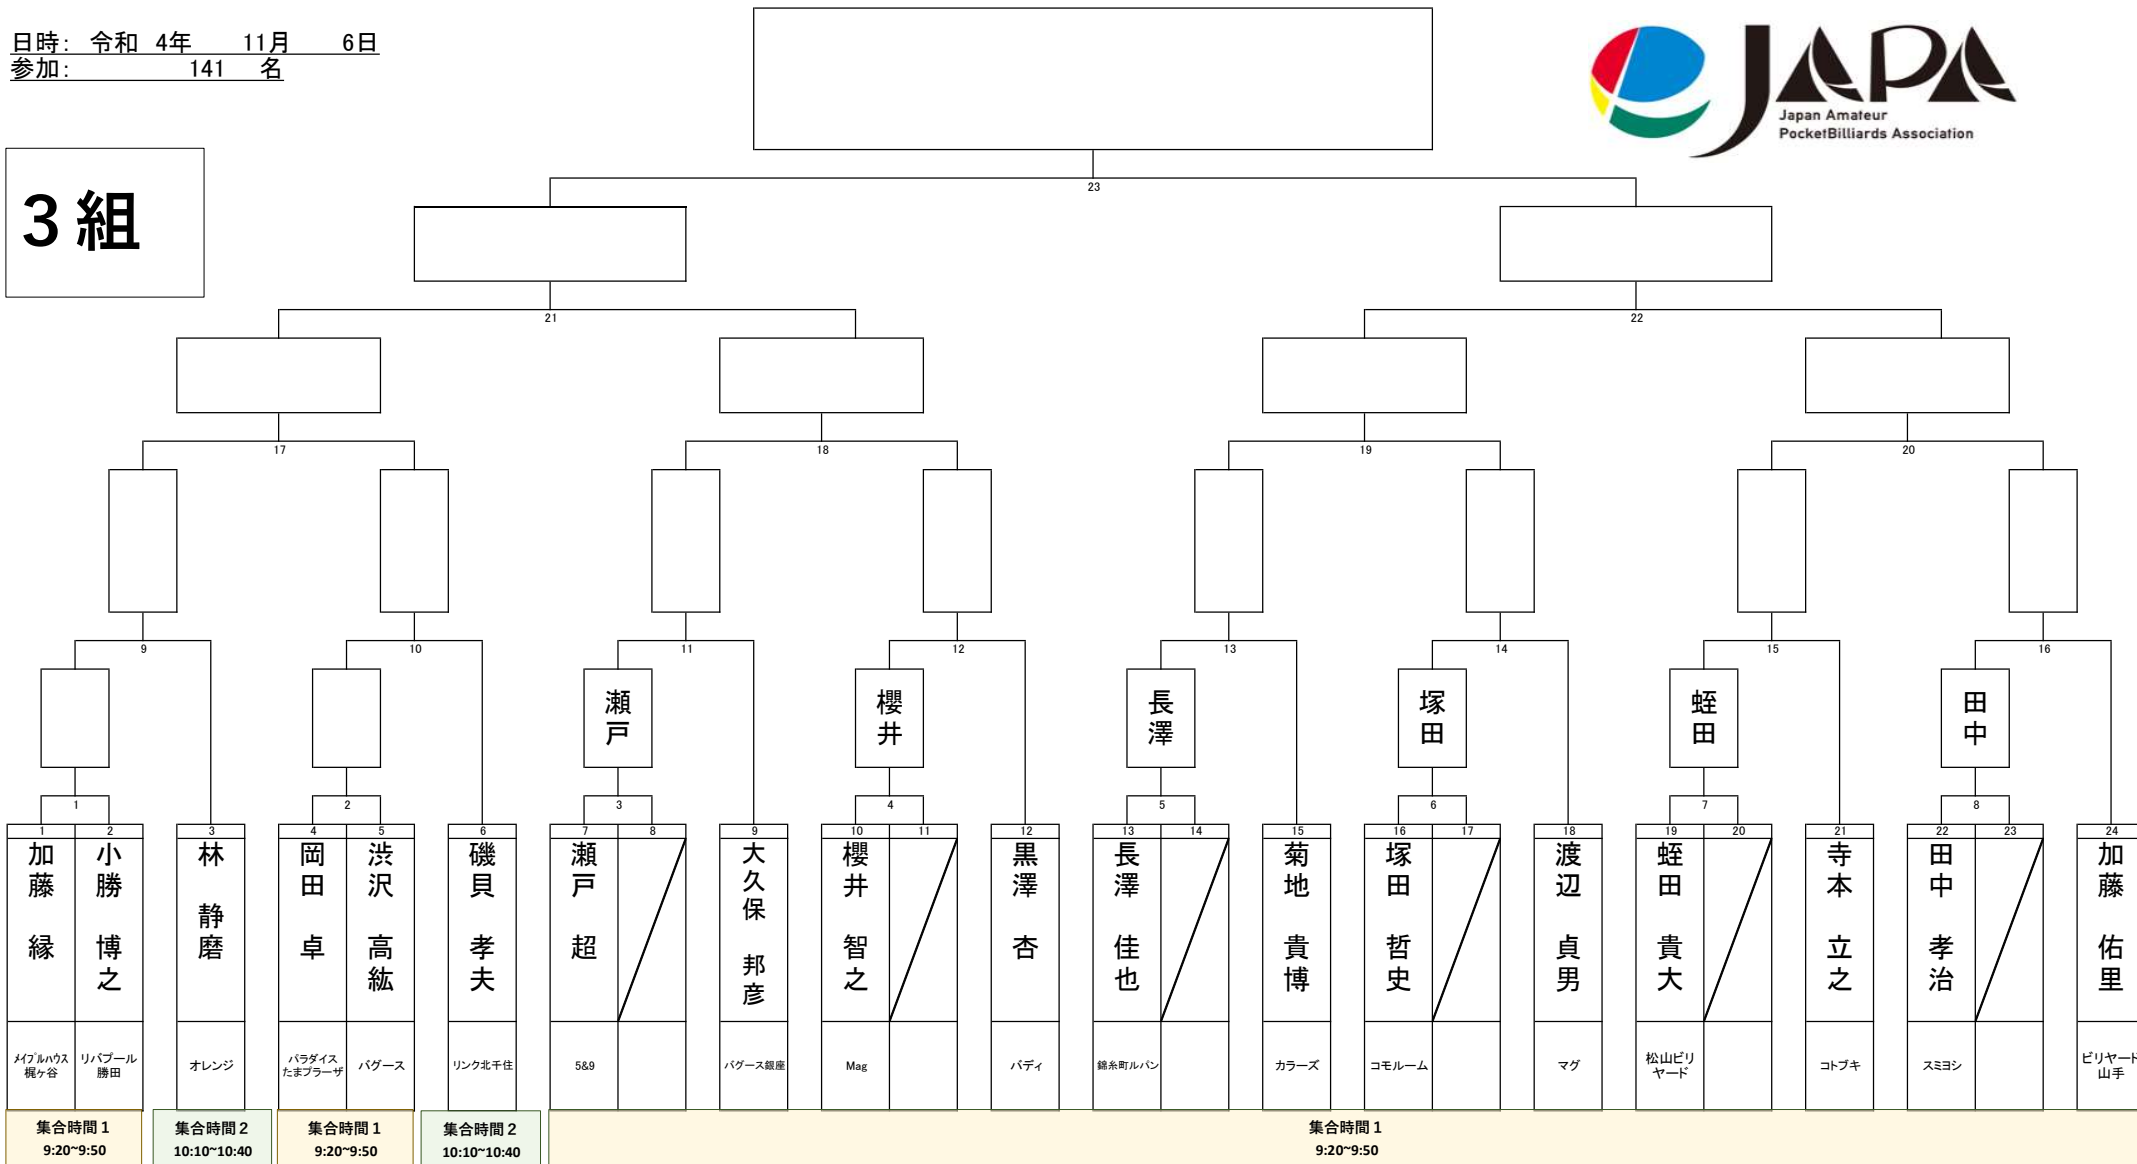 日時： 令和 4年 11月 6日
参加： 141 名
JAPA
Japan Amateur
PocketBilliards Association
3組
23
21
22
17
18
19
20
9
10
11
12
13
14
15
16
瀬戸
櫻井
長澤
塚田
蛭田
田中
1
2
3
4
5
6
7
8
1 2 3 4 5 6 7 8 9 10 11 12 13 14 15 16 17 18 19 20 21 22 23 24
加藤 縁
小勝 博之
林 静磨
岡田 卓
渋沢 高紘
磯貝 孝夫
瀬戸 超
大久保 邦彦
櫻井 智之
黒澤 杏
長澤 佳也
菊地 貴博
塚田 哲史
渡辺 貞男
蛭田 貴大
寺本 立之
田中 孝治
加藤 佑里
ﾒｲﾌﾟﾙﾊｳｽ
梶ヶ谷
リバプール
勝田
オレンジ
パラダイス
たまプラーザ
バグース
リンク北千住
5&9
バグース銀座
Mag
バディ
錦糸町ルパン
カラーズ
コモルーム
マグ
松山ビリ
ヤード
コトブキ
スミヨシ
ビリヤード
山手
集合時間１
9:20~9:50
集合時間２
10:10~10:40
集合時間１
9:20~9:50
集合時間２
10:10~10:40
集合時間１
9:20~9:50